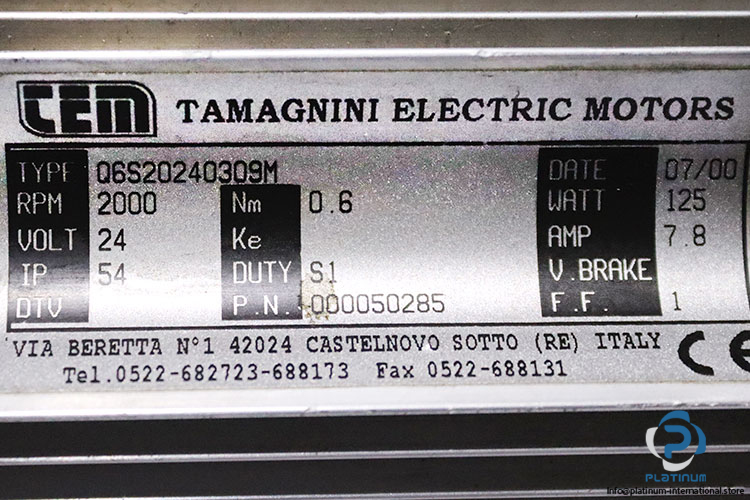 TEM TAMAGNINI ELECTRIC MOTORS
TYPE Q6S20240309M DATE 07/00
RPM 2000 Nm 0.6 WATT 125
VOLT 24 Ke AMP 7.8
IP 54 DUTY S1 V.BRAKE
DTV P.N. 000050285 F.F. 1
VIA BERETTA N°1 42024 CASTELNOVO SOTTO (RE) ITALY CE
Tel.0522-682723-688173 Fax 0522-688131
PLATINUM
info@platinum-international.store